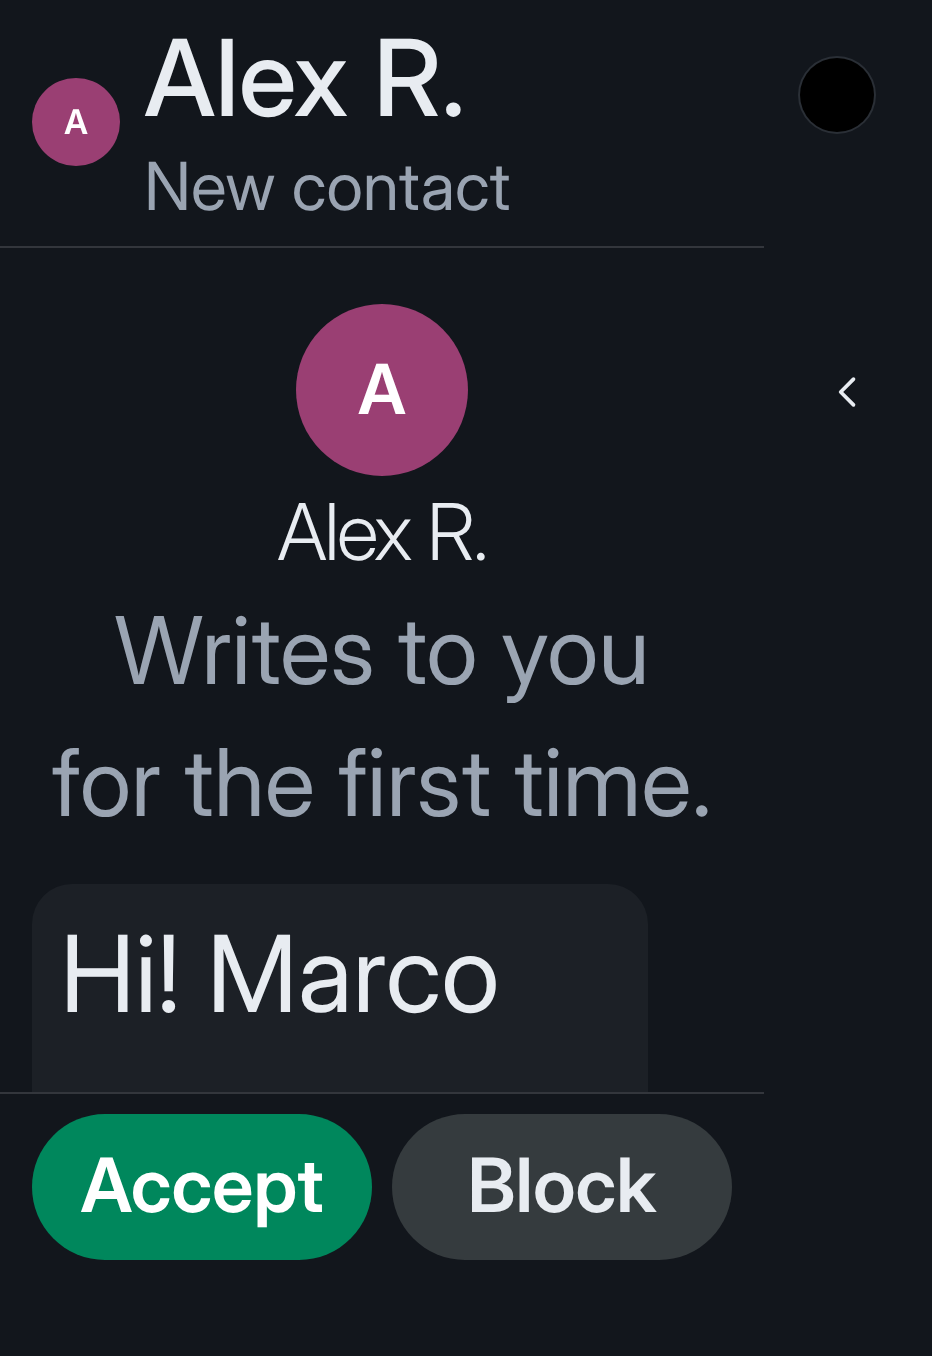 A
Alex R.
New contact
A
Alex R.
Writes to you
for the first time.
Hi! Marco
Accept
Block